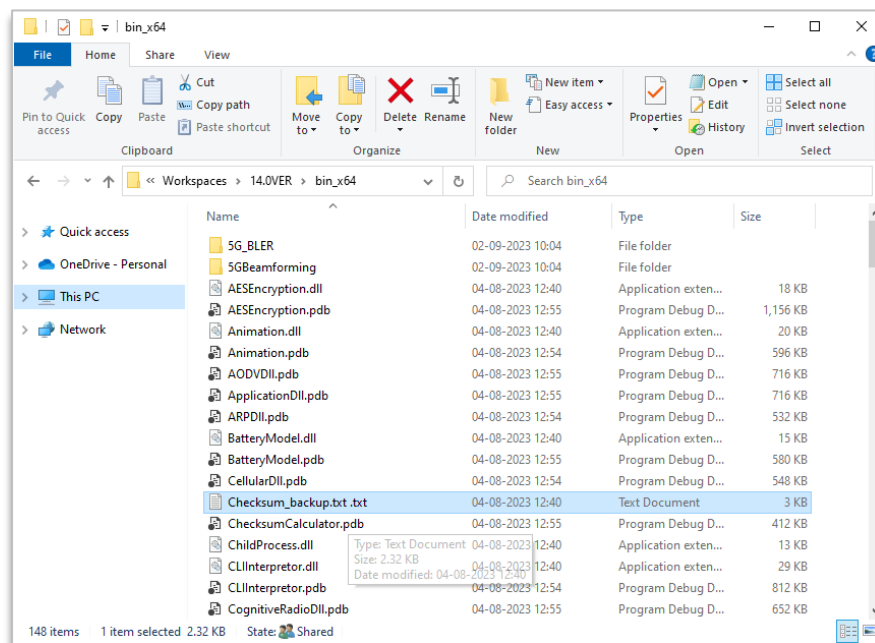 bin_x64
File Home Share View
Pin to Quick access
Copy
Paste
Cut
Copy path
Paste shortcut
Clipboard
Move to
Copy to
Delete
Rename
Organize
New folder
New item
Easy access
New
Properties
Open
Edit
History
Open
Select all
Select none
Invert selection
Select
« Workspaces > 14.0VER > bin_x64
Search bin_x64
Quick access
OneDrive - Personal
This PC
Network
Name Date modified Type Size
5G_BLER 02-09-2023 10:04 File folder
5GBeamforming 02-09-2023 10:04 File folder
AESEncryption.dll 04-08-2023 12:40 Application exten... 18 KB
AESEncryption.pdb 04-08-2023 12:55 Program Debug D... 1,156 KB
Animation.dll 04-08-2023 12:40 Application exten... 20 KB
Animation.pdb 04-08-2023 12:54 Program Debug D... 596 KB
AODVDll.pdb 04-08-2023 12:55 Program Debug D... 716 KB
ApplicationDll.pdb 04-08-2023 12:55 Program Debug D... 716 KB
ARPDll.pdb 04-08-2023 12:54 Program Debug D... 532 KB
BatteryModel.dll 04-08-2023 12:40 Application exten... 15 KB
BatteryModel.pdb 04-08-2023 12:55 Program Debug D... 580 KB
CellularDll.pdb 04-08-2023 12:54 Program Debug D... 548 KB
Checksum_backup.txt .txt 04-08-2023 12:40 Text Document 3 KB
ChecksumCalculator.pdb 04-08-2023 12:55 Program Debug D... 412 KB
ChildProcess.dll 04-08-2023 12:40 Application exten... 13 KB
CLIInterpretor.dll 04-08-2023 12:40 Application exten... 29 KB
CLIInterpretor.pdb 04-08-2023 12:54 Program Debug D... 812 KB
CognitiveRadioDll.pdb 04-08-2023 12:55 Program Debug D... 652 KB
Type: Text Document
Size: 2.32 KB
Date modified: 04-08-2023 12:40
148 items 1 item selected 2.32 KB State: Shared